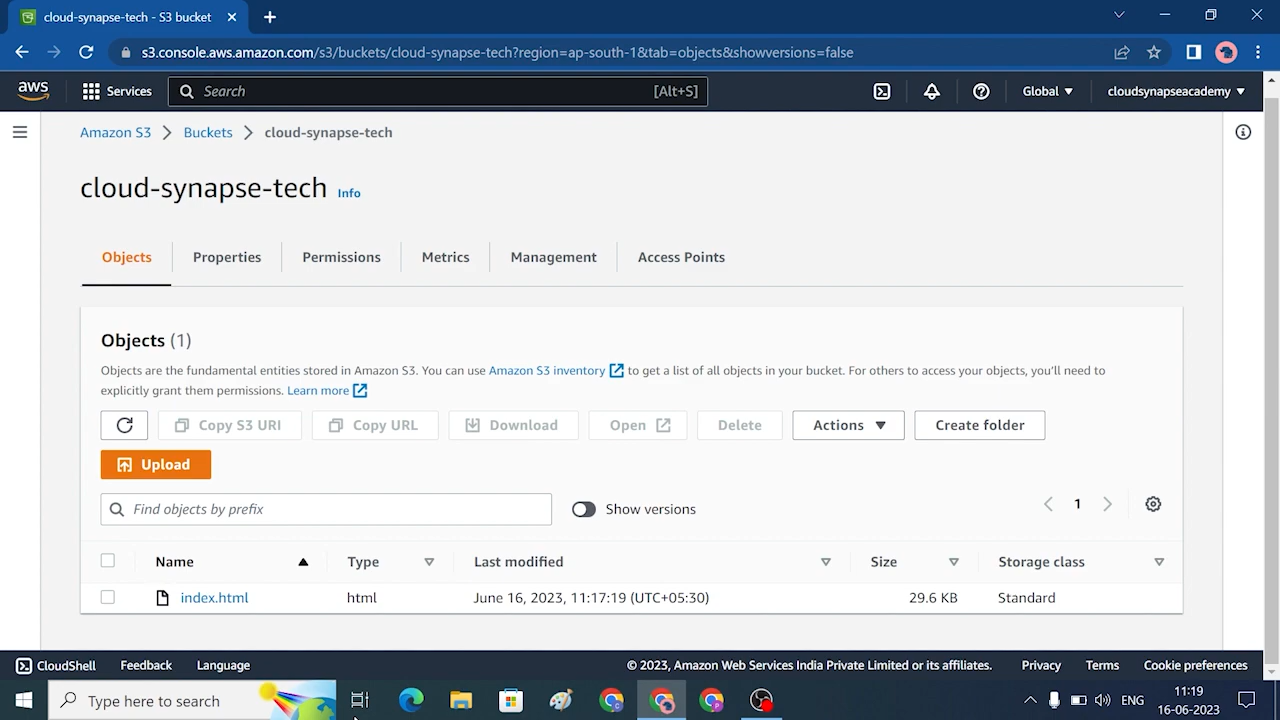 cloud-synapse-tech - S3 bucket
s3.console.aws.amazon.com/s3/buckets/cloud-synapse-tech?region=ap-south-1&tab=objects&showversions=false
aws
Services
Search
[Alt+S]
Global
cloudsynapseacademy
Amazon S3
Buckets
cloud-synapse-tech
cloud-synapse-tech
Info
Objects
Properties
Permissions
Metrics
Management
Access Points
Objects (1)
Objects are the fundamental entities stored in Amazon S3. You can use Amazon S3 inventory to get a list of all objects in your bucket. For others to access your objects, you'll need to
explicitly grant them permissions. Learn more
Copy S3 URI
Copy URL
Download
Open
Delete
Actions
Create folder
Upload
Find objects by prefix
Show versions
1
Name
Type
Last modified
Size
Storage class
index.html
html
June 16, 2023, 11:17:19 (UTC+05:30)
29.6 KB
Standard
CloudShell
Feedback
Language
© 2023, Amazon Web Services India Private Limited or its affiliates.
Privacy
Terms
Cookie preferences
Type here to search
ENG
11:19
16-06-2023